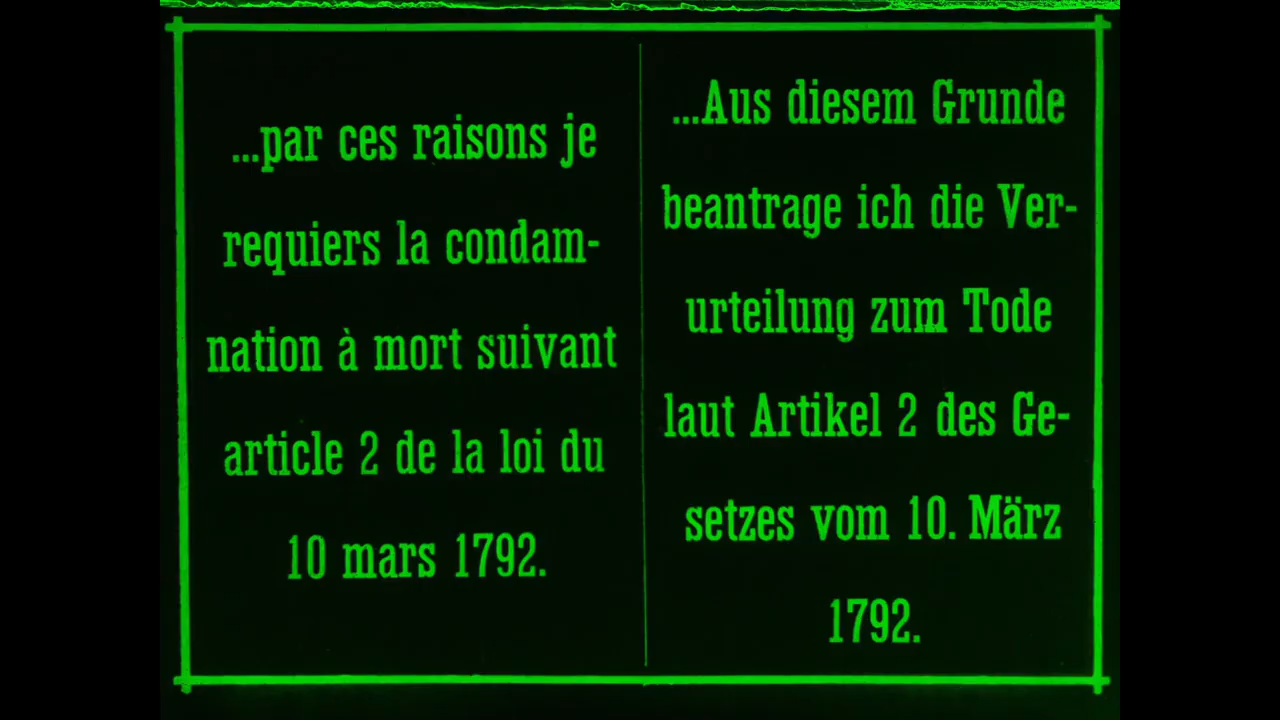 ...par ces raisons je
requiers la condam-
nation à mort suivant
article 2 de la loi du
10 mars 1792.
...Aus diesem Grunde
beantrage ich die Ver-
urteilung zum Tode
laut Artikel 2 des Ge-
setzes vom 10. März
1792.